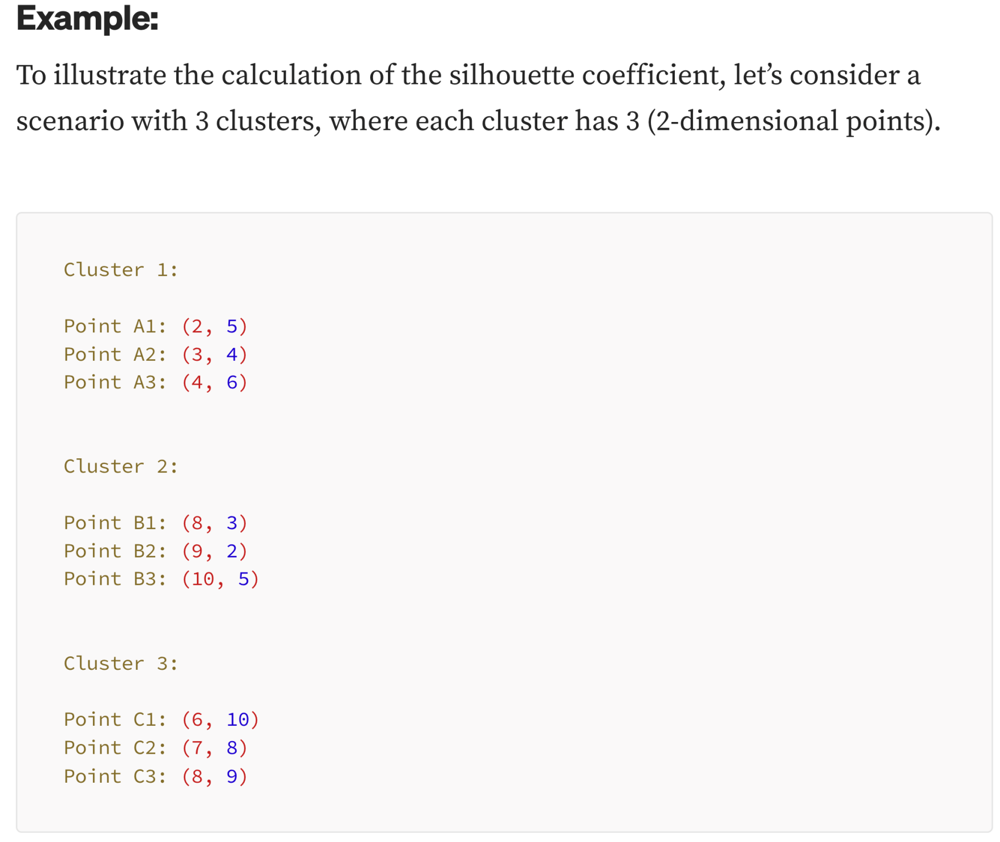 Example:
To illustrate the calculation of the silhouette coefficient, let’s consider a
scenario with 3 clusters, where each cluster has 3 (2-dimensional points).
Cluster 1:
Point A1: (2, 5)
Point A2: (3, 4)
Point A3: (4, 6)
Cluster 2:
Point B1: (8, 3)
Point B2: (9, 2)
Point B3: (10, 5)
Cluster 3:
Point C1: (6, 10)
Point C2: (7, 8)
Point C3: (8, 9)